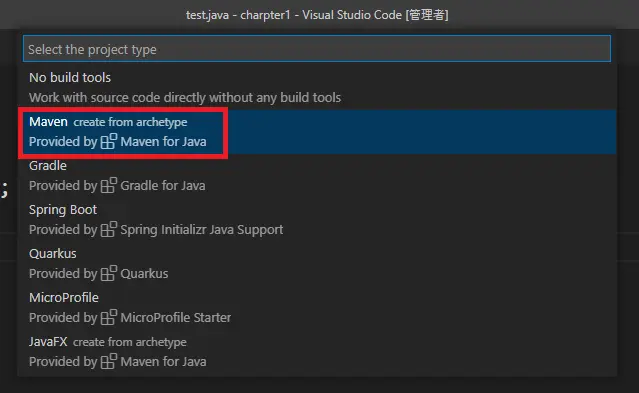 test.java - charpter1 - Visual Studio Code [管理者]
Select the project type
No build tools
Work with source code directly without any build tools
Maven create from archetype
Provided by Maven for Java
Gradle
Provided by Gradle for Java
;
Spring Boot
Provided by Spring Initializr Java Support
Quarkus
Provided by Quarkus
MicroProfile
Provided by MicroProfile Starter
JavaFX create from archetype
Provided by Maven for Java